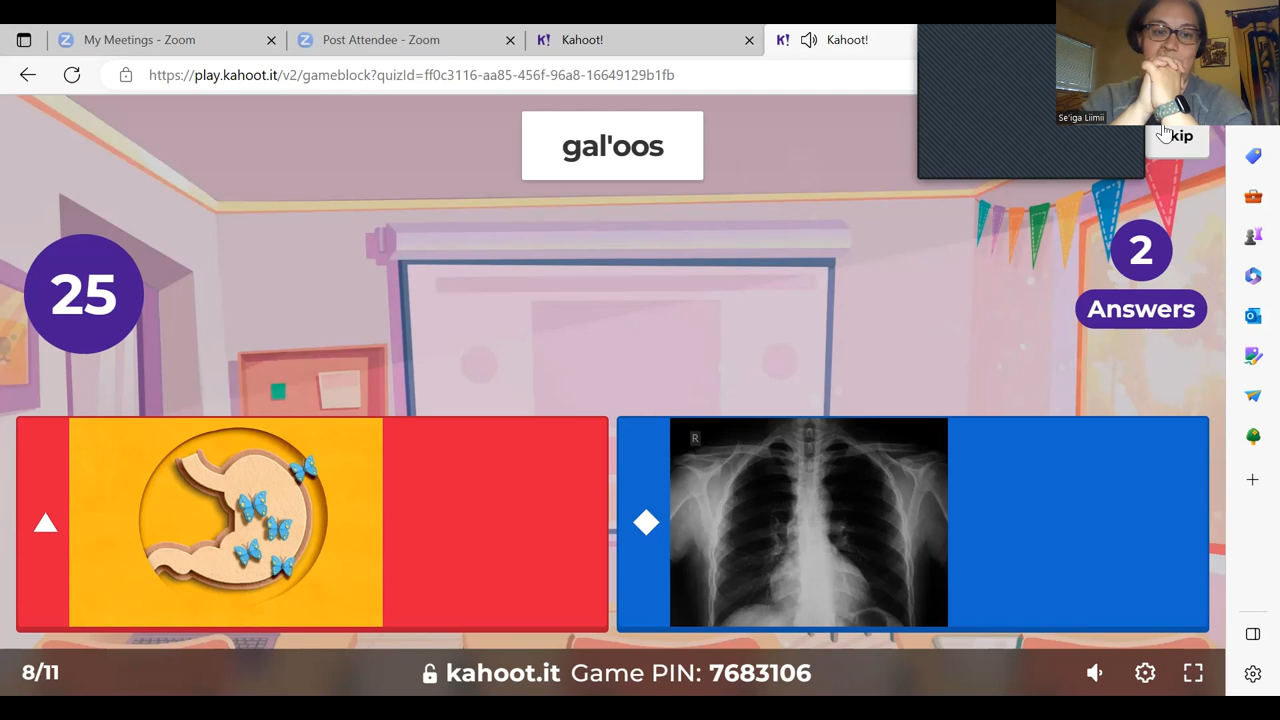 My Meetings - Zoom
Post Attendee - Zoom
K! Kahoot!
K! Kahoot!
https://play.kahoot.it/v2/gameblock?quizId=ff0c3116-aa85-456f-96a8-16649129b1fb
Se'iga Liimii
gal'oos
kip
25
2
Answers
R
8/11
kahoot.it Game PIN: 7683106